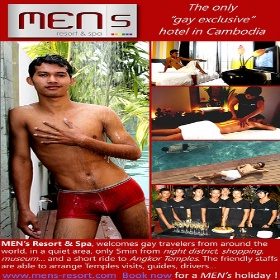 MEN's
resort & spa
The only
"gay exclusive"
hotel in Cambodia
MEN's Resort & Spa, welcomes gay travelers from around the
world, in a quiet area, only 5min from night district, shopping,
museum... and a short ride to Angkor Temples. The friendly staff
are able to arrange Temples visits, guides, drivers...
www.mens-resort.com Book now for a MEN's holiday !